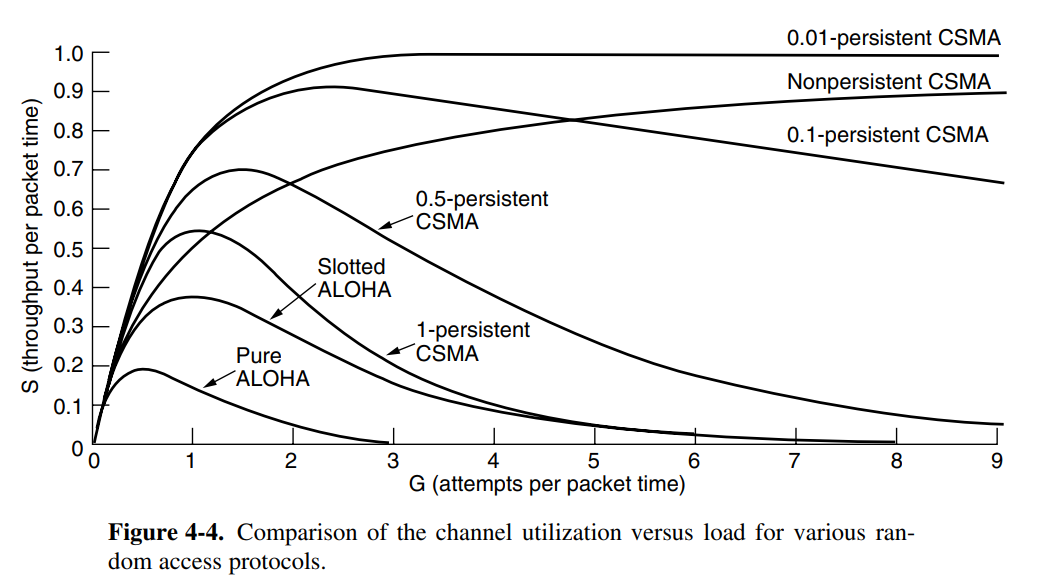 0.01-persistent CSMA
1.0
Nonpersistent CSMA
0.9
0.8
0.1-persistent CSMA
0.7
0.6
0.5-persistent
CSMA
0.5
Slotted
ALOHA
0.4
0.3
1-persistent
CSMA
Pure
ALOHA
0.2
0.1
0
S (throughput per packet time)
0 1 2 3 4 5 6 7 8 9
G (attempts per packet time)
Figure 4-4. Comparison of the channel utilization versus load for various ran-
dom access protocols.